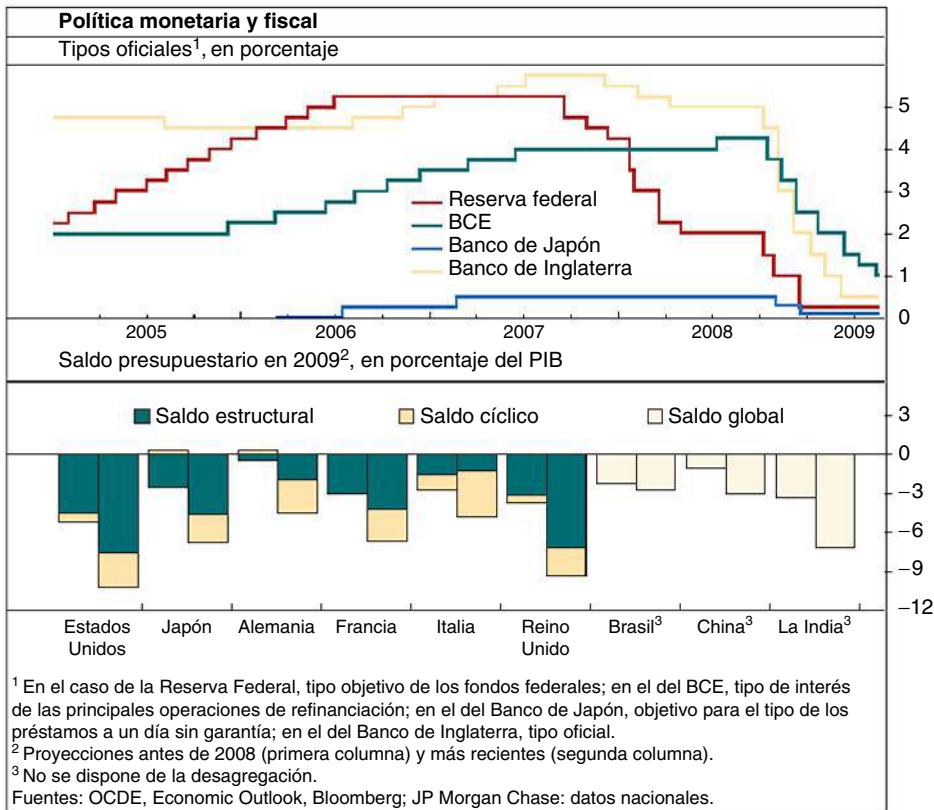 Política monetaria y fiscal
Tipos oficiales¹, en porcentaje
5
4
3
2
1
0
Reserva federal
BCE
Banco de Japón
Banco de Inglaterra
2005 2006 2007 2008 2009
Saldo presupuestario en 2009², en porcentaje del PIB
Saldo estructural Saldo cíclico Saldo global
3
0
−3
−6
−9
−12
Estados Japón Alemania Francia Italia Reino Brasil³ China³ La India³
Unidos Unido
¹ En el caso de la Reserva Federal, tipo objetivo de los fondos federales; en el del BCE, tipo de interés
de las principales operaciones de refinanciación; en el del Banco de Japón, objetivo para el tipo de los
préstamos a un día sin garantía; en el del Banco de Inglaterra, tipo oficial.
² Proyecciones antes de 2008 (primera columna) y más recientes (segunda columna).
³ No se dispone de la desagregación.
Fuentes: OCDE, Economic Outlook, Bloomberg; JP Morgan Chase: datos nacionales.